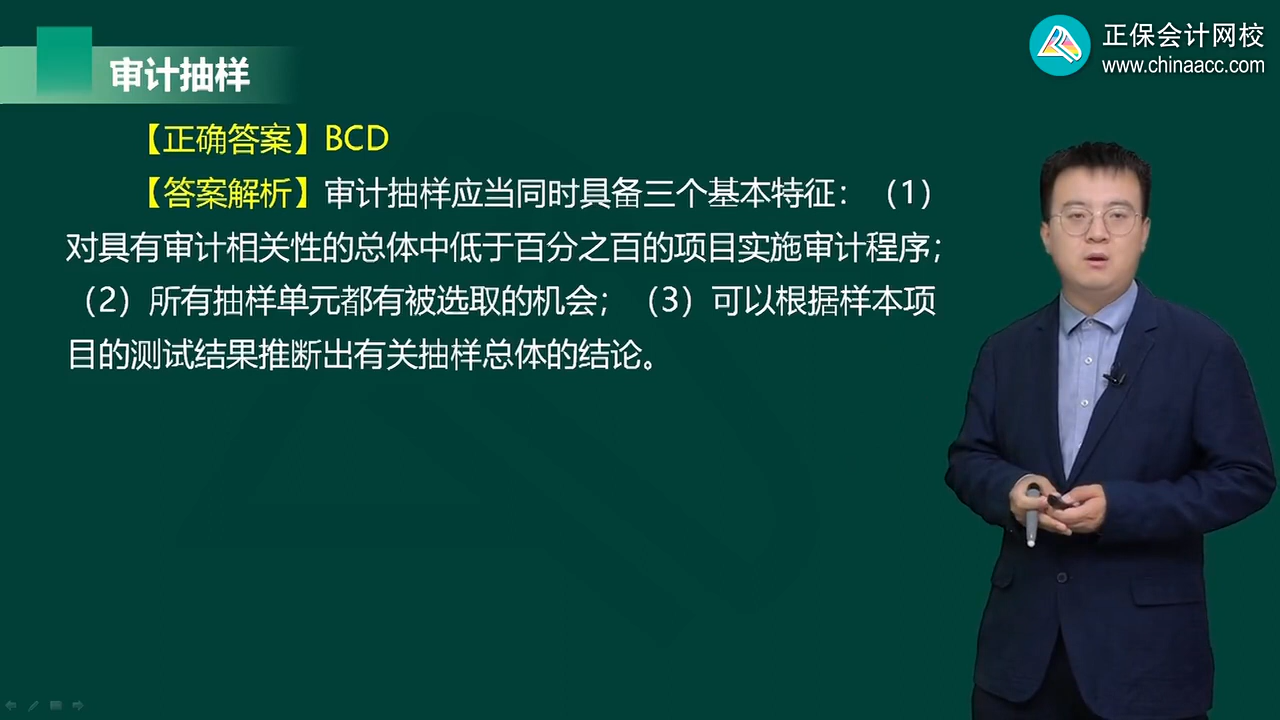 审计抽样
正保会计网校
www.chinaacc.com
【正确答案】BCD
【答案解析】审计抽样应当同时具备三个基本特征：（1）
对具有审计相关性的总体中低于百分之百的项目实施审计程序；
（2）所有抽样单元都有被选取的机会；（3）可以根据样本项
目的测试结果推断出有关抽样总体的结论。